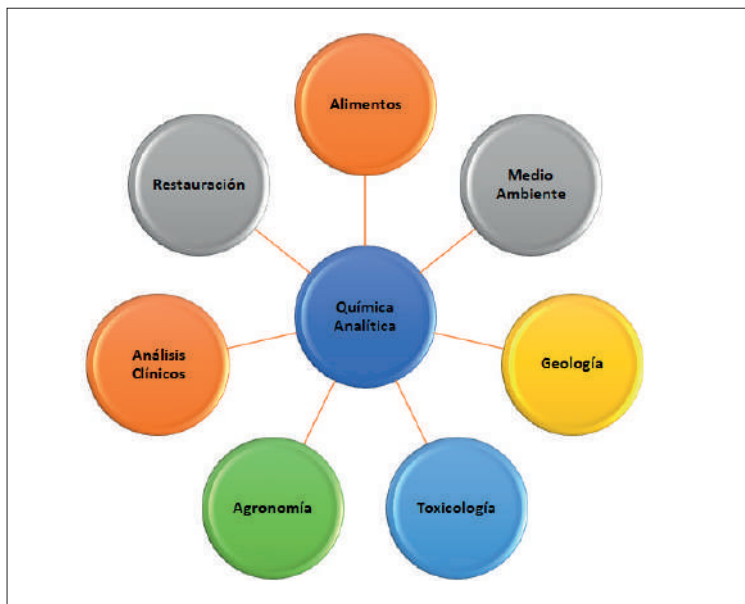 Alimentos
Medio
Ambiente
Geología
Toxicología
Agronomía
Análisis
Clínicos
Restauración
Química
Analítica